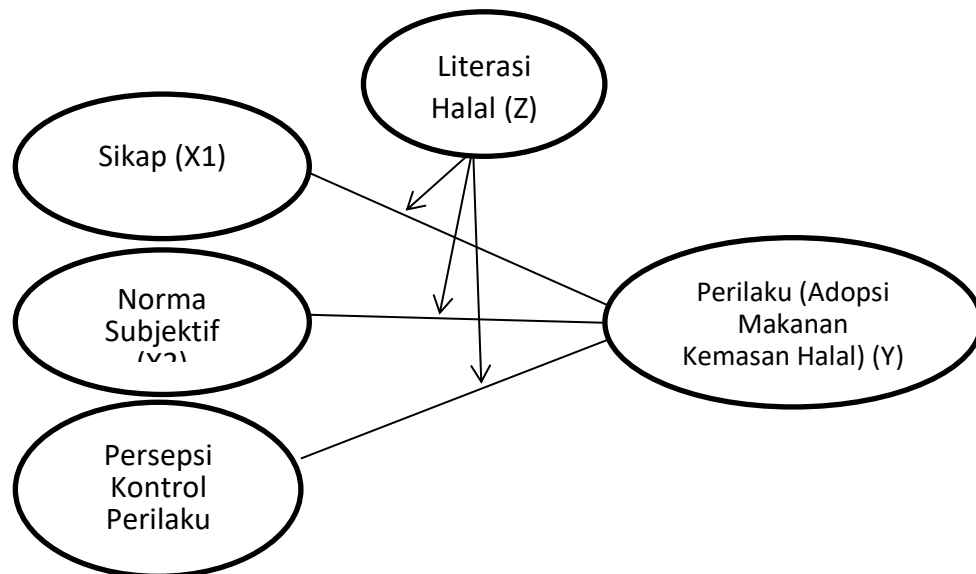 Literasi
Halal (Z)
Sikap (X1)
Norma
Subjektif
Perilaku (Adopsi
Makanan
Kemasan Halal) (Y)
Persepsi
Kontrol
Perilaku